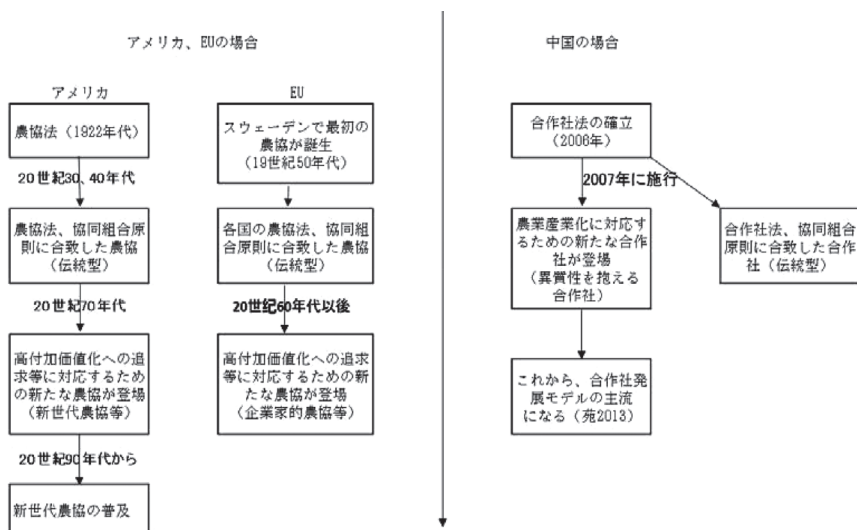 アメリカ、EUの場合
アメリカ
農協法（1922年代）
20世紀30、40年代
農協法、協同組合原
則に合致した農協
（伝統型）
20世紀70年代
高付加価値化への追
求等に対応するため
の新たな農協が登場
（新世代農協等）
20世紀90年代から
新世代農協の普及
EU
スウェーデンで最初の
農協が誕生
（19世紀50年代）
各国の農協法、協同組
合原則に合致した農協
（伝統型）
20世紀60年代以後
高付加価値化への追求
等に対応するための新
たな農協が登場
（企業家的農協等）
中国の場合
合作社法の確立
（2006年）
2007年に施行
農業産業化に対応す
るための新たな合作
社が登場
（異質性を抱える
合作社）
これから、合作社発
展モデルの主流
になる（苑2013）
合作社法、協同組合
原則に合致した合作
社（伝統型）